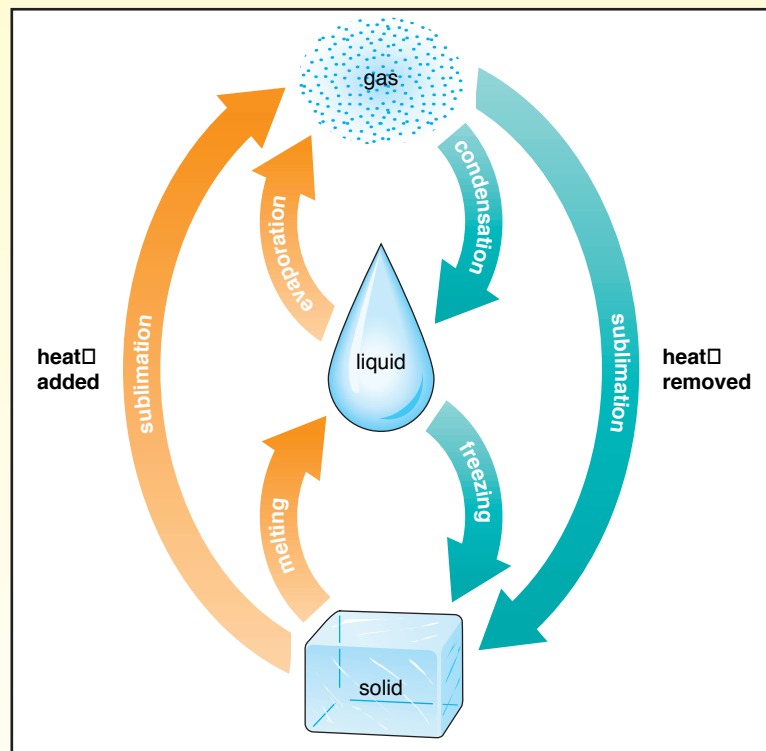 gas
condensation
evaporation
sublimation
heat□
added
liquid
sublimation
heat□
removed
freezing
melting
solid